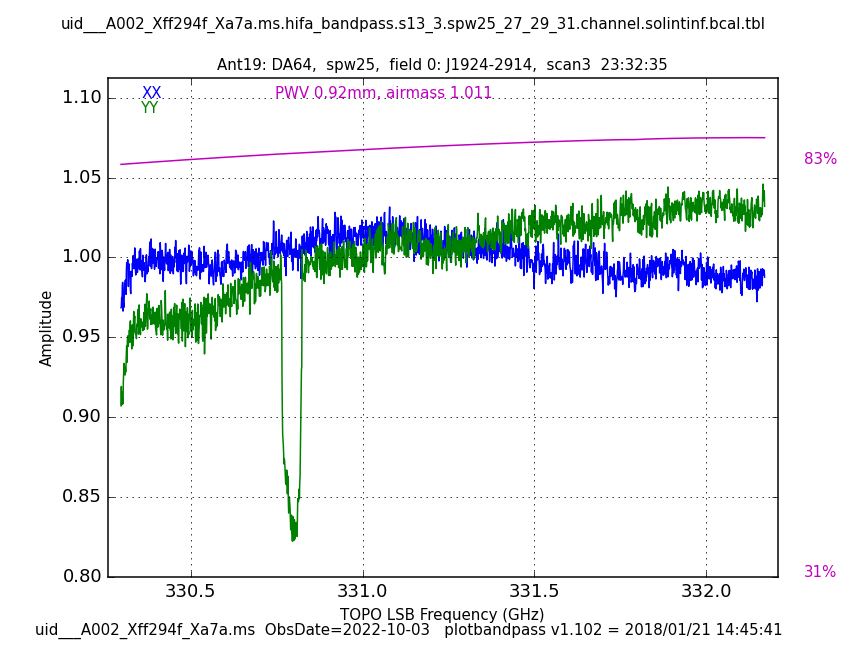 uid___A002_Xff294f_Xa7a.ms.hifa_bandpass.s13_3.spw25_27_29_31.channel.solintinf.bcal.tbl
Ant19: DA64, spw25, field 0: J1924-2914, scan3 23:32:35
XX
PWV 0.92mm, airmass 1.011
YY
1.10
1.05
1.00
0.95
0.90
0.85
0.80
Amplitude
83%
31%
330.5
331.0
331.5
332.0
TOPO LSB Frequency (GHz)
uid___A002_Xff294f_Xa7a.ms ObsDate=2022-10-03 plotbandpass v1.102 = 2018/01/21 14:45:41